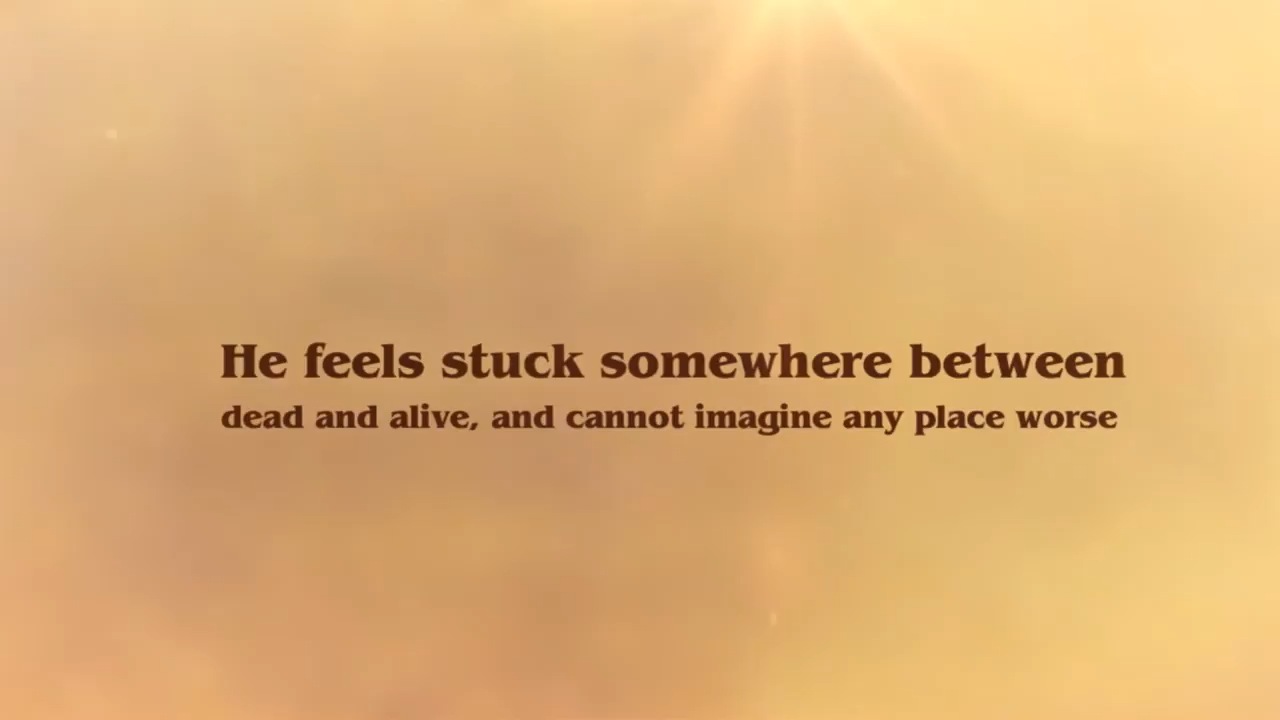 He feels stuck somewhere between
dead and alive, and cannot imagine any place worse